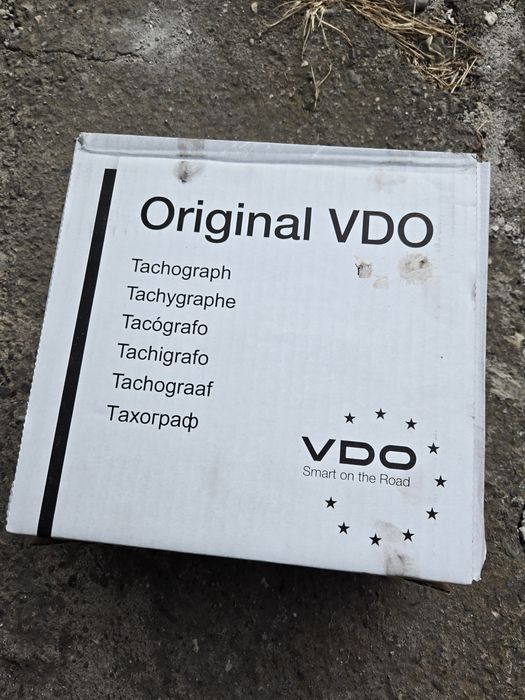 Original VDO
Tachograph
Tachygraphe
Tacógrafo
Tachigrafo
Tachograaf
Тахограф
VDO
Smart on the Road